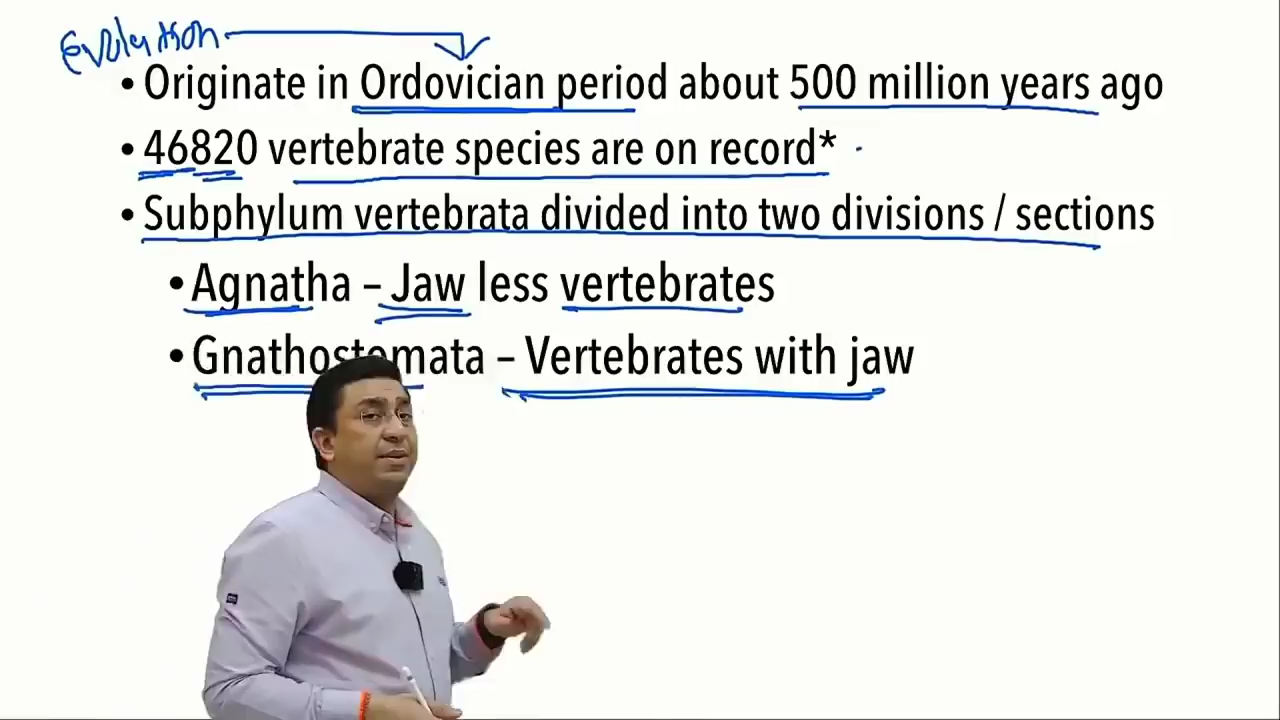 Evolution
• Originate in Ordovician period about 500 million years ago
• 46820 vertebrate species are on record*
• Subphylum vertebrata divided into two divisions / sections
• Agnatha – Jaw less vertebrates
• Gnathostomata – Vertebrates with jaw